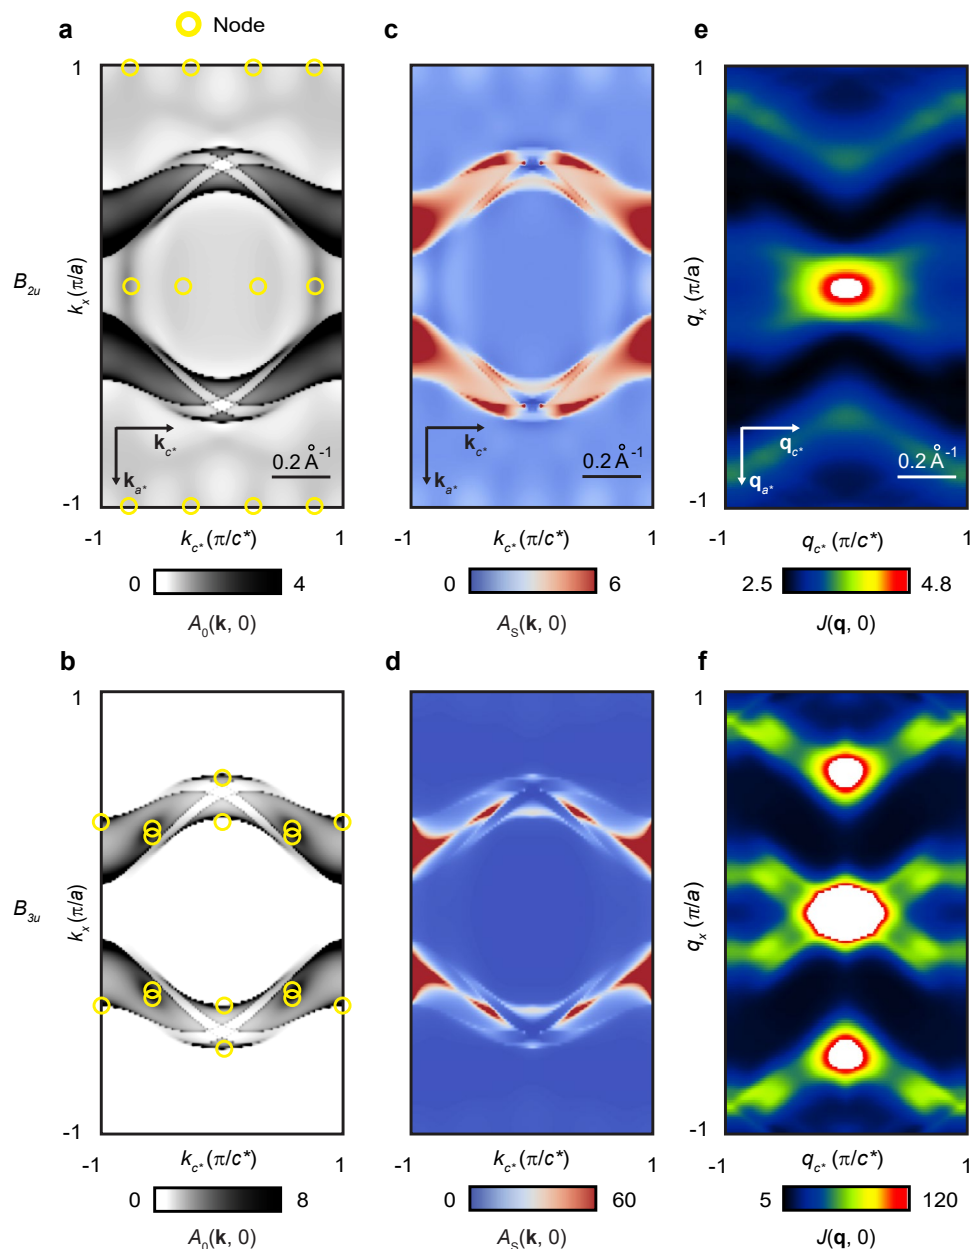 Node
a
c
e
1
1
1
B2u
kx (π/a)
qx (π/a)
kc*
ka*
0.2 Å-1
kc*
ka*
0.2 Å-1
qc*
qa*
0.2 Å-1
-1
-1
-1
-1
kc* (π/c*)
1
-1
kc* (π/c*)
1
-1
qc* (π/c*)
1
0
4
0
6
2.5
4.8
A0(k, 0)
AS(k, 0)
J(q, 0)
b
d
f
1
1
1
B3u
kx (π/a)
qx (π/a)
-1
-1
-1
kc* (π/c*)
1
-1
kc* (π/c*)
1
-1
qc* (π/c*)
1
0
8
0
60
5
120
A0(k, 0)
AS(k, 0)
J(q, 0)